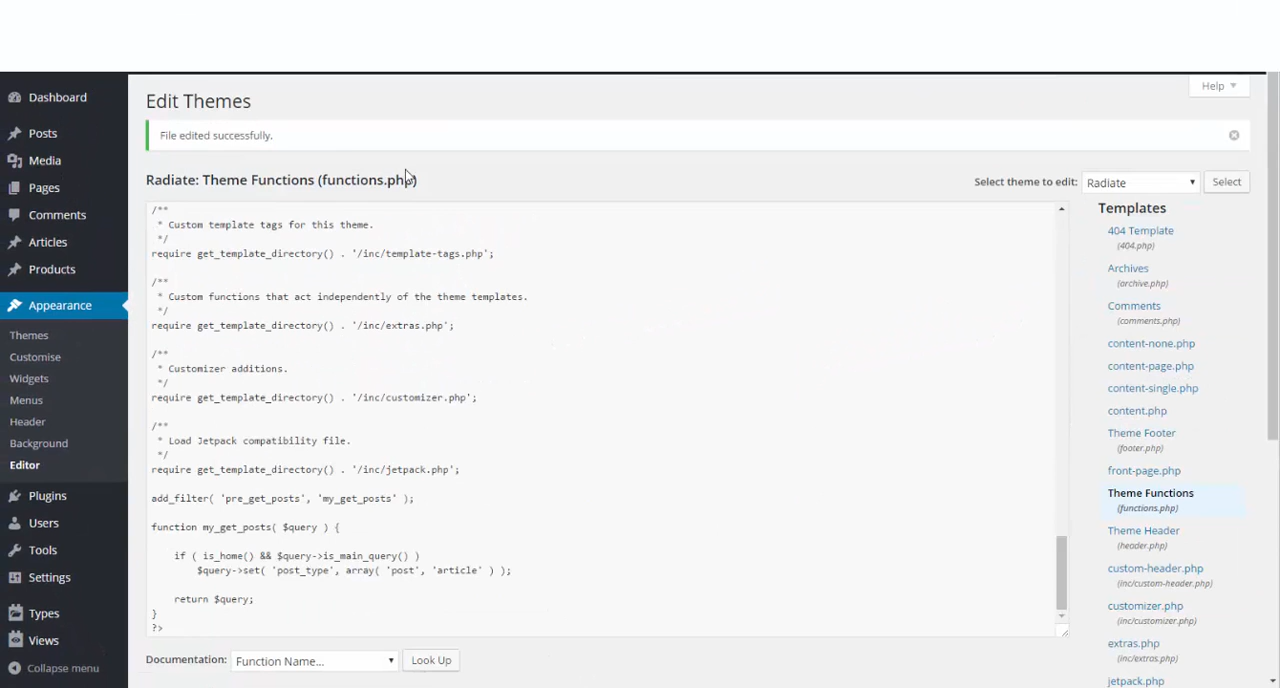 Help
Dashboard
Posts
Media
Pages
Comments
Articles
Products
Appearance
Themes
Customise
Widgets
Menus
Header
Background
Editor
Plugins
Users
Tools
Settings
Types
Views
Collapse menu
Edit Themes
File edited successfully.
Radiate: Theme Functions (functions.php)
Select theme to edit: Radiate Select
/**
* Custom template tags for this theme.
*/
require get_template_directory() . '/inc/template-tags.php';
/**
* Custom functions that act independently of the theme templates.
*/
require get_template_directory() . '/inc/extras.php';
/**
* Customizer additions.
*/
require get_template_directory() . '/inc/customizer.php';
/**
* Load Jetpack compatibility file.
*/
require get_template_directory() . '/inc/jetpack.php';
add_filter( 'pre_get_posts', 'my_get_posts' );
function my_get_posts( $query ) {
if ( is_home() && $query->is_main_query() )
$query->set( 'post_type', array( 'post', 'article' ) );
return $query;
}
?>
Documentation: Function Name... Look Up
Templates
404 Template
(404.php)
Archives
(archive.php)
Comments
(comments.php)
content-none.php
content-page.php
content-single.php
content.php
Theme Footer
(footer.php)
front-page.php
Theme Functions
(functions.php)
Theme Header
(header.php)
custom-header.php
(inc/custom-header.php)
customizer.php
(inc/customizer.php)
extras.php
(inc/extras.php)
jetpack.php